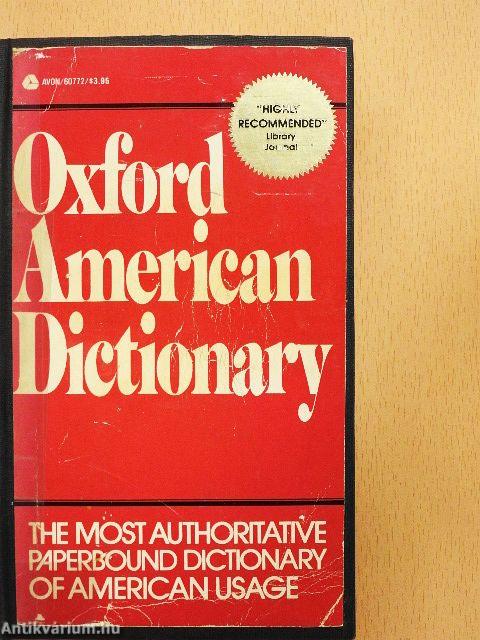 AVON/60772/$3.95
"HIGHLY
RECOMMENDED"
Library
Journal
Oxford
American
Dictionary
THE MOST AUTHORITATIVE
PAPERBOUND DICTIONARY
OF AMERICAN USAGE
Antikvárium.hu